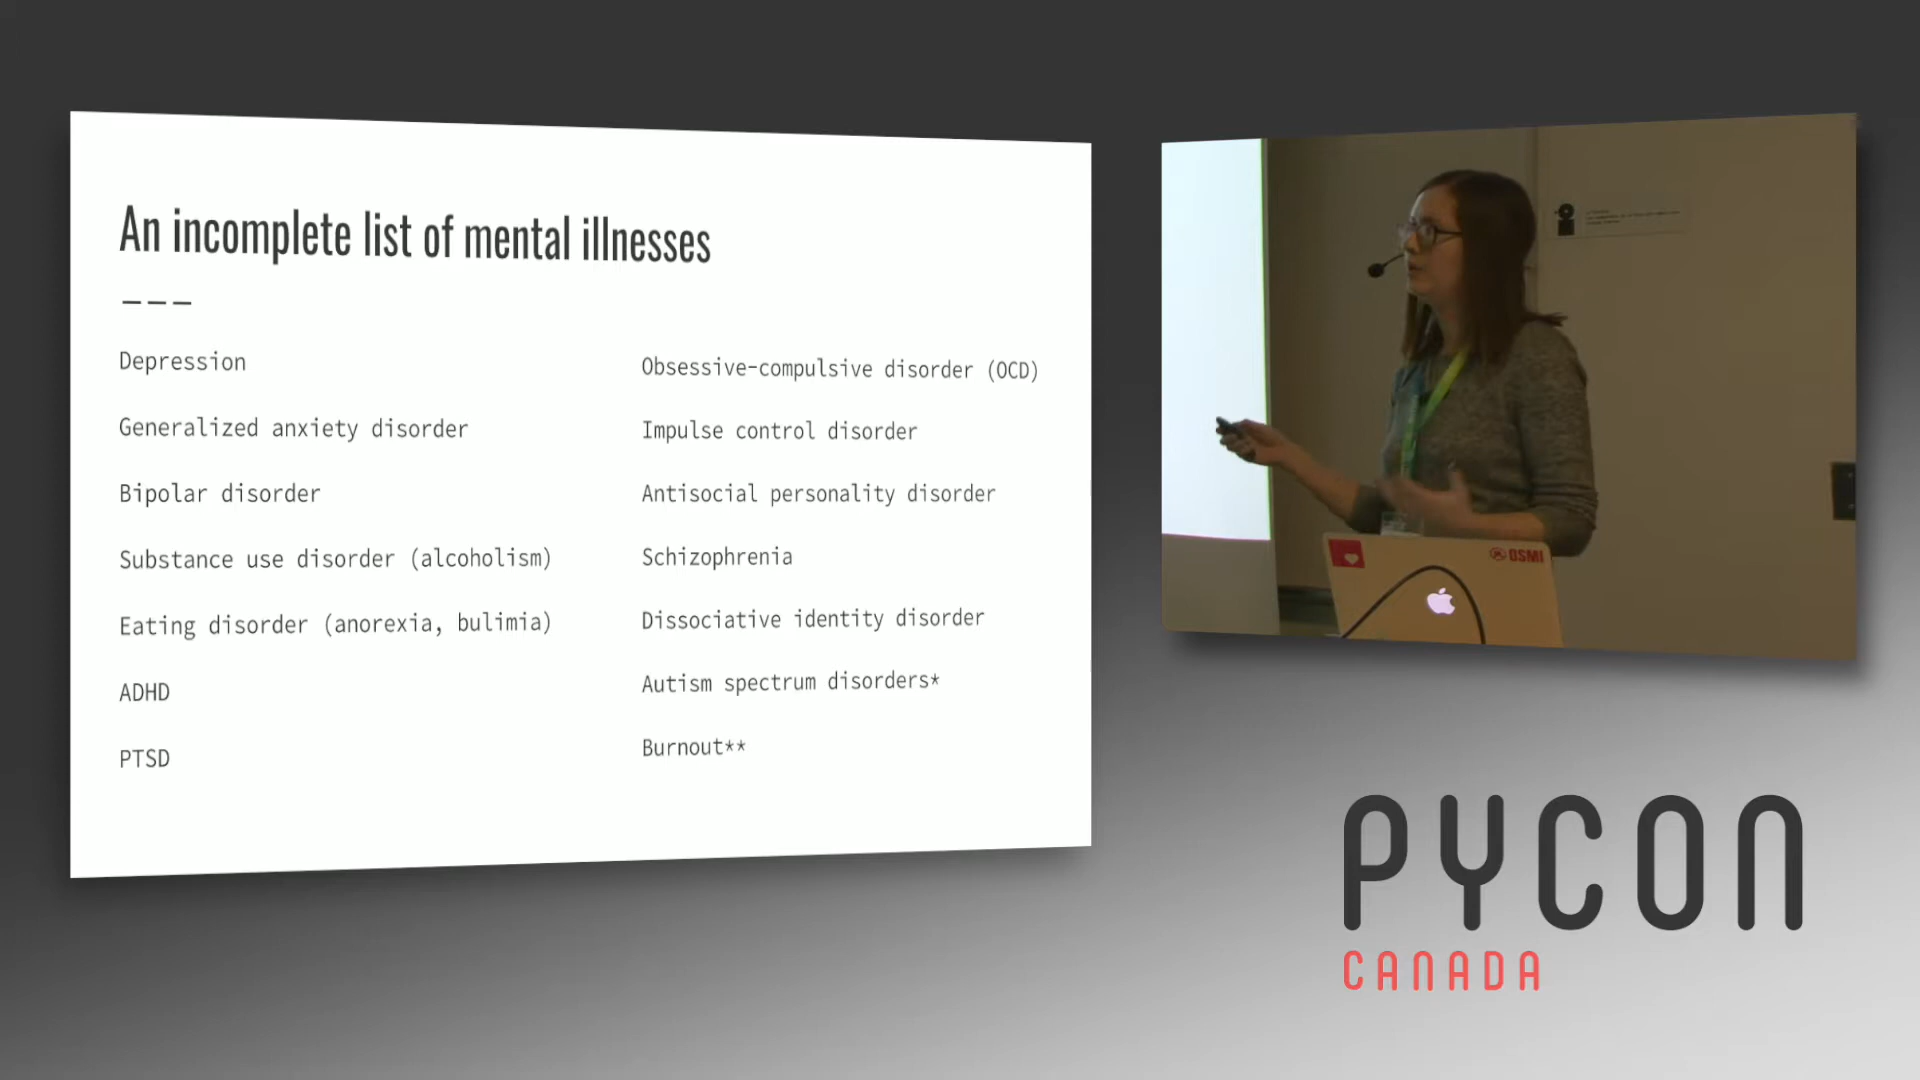 An incomplete list of mental illnesses
———
Depression
Generalized anxiety disorder
Bipolar disorder
Substance use disorder (alcoholism)
Eating disorder (anorexia, bulimia)
ADHD
PTSD
Obsessive-compulsive disorder (OCD)
Impulse control disorder
Antisocial personality disorder
Schizophrenia
Dissociative identity disorder
Autism spectrum disorders*
Burnout**
OSMI
PYCON
CANADA